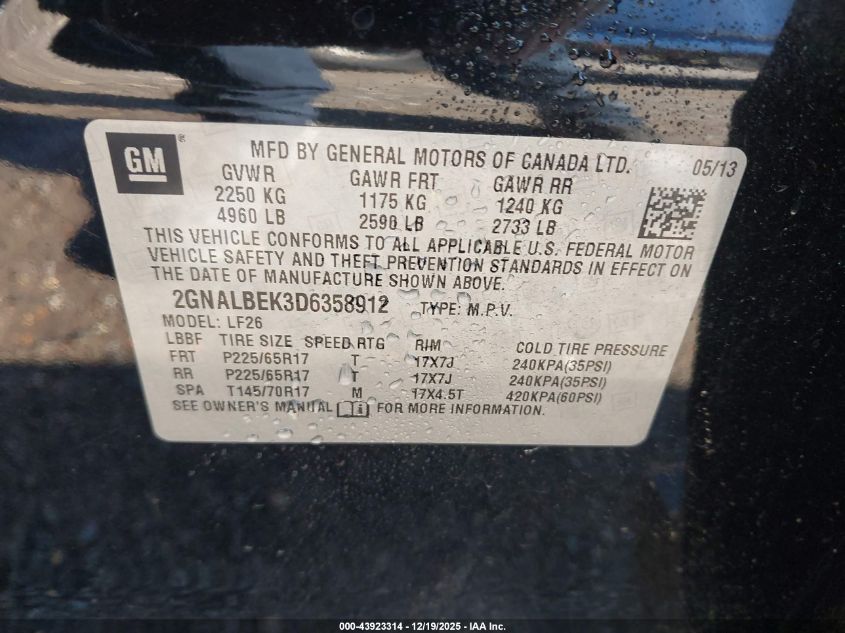 GM ®
MFD BY GENERAL MOTORS OF CANADA LTD. 05/13
GVWR GAWR FRT GAWR RR
2250 KG 1175 KG 1240 KG
4960 LB 2590 LB 2733 LB
THIS VEHICLE CONFORMS TO ALL APPLICABLE U.S. FEDERAL MOTOR
VEHICLE SAFETY AND THEFT PREVENTION STANDARDS IN EFFECT ON
THE DATE OF MANUFACTURE SHOWN ABOVE.
2GNALBEK3D6358912 TYPE: M.P.V.
MODEL: LF26
LBBF TIRE SIZE SPEED RTG RIM COLD TIRE PRESSURE
FRT P225/65R17 T 17X7J 240KPA(35PSI)
RR P225/65R17 T 17X7J 240KPA(35PSI)
SPA T145/70R17 M 17X4.5T 420KPA(60PSI)
SEE OWNER'S MANUAL FOR MORE INFORMATION.
000-43923314 / 12/19/2025 - IAA Inc.